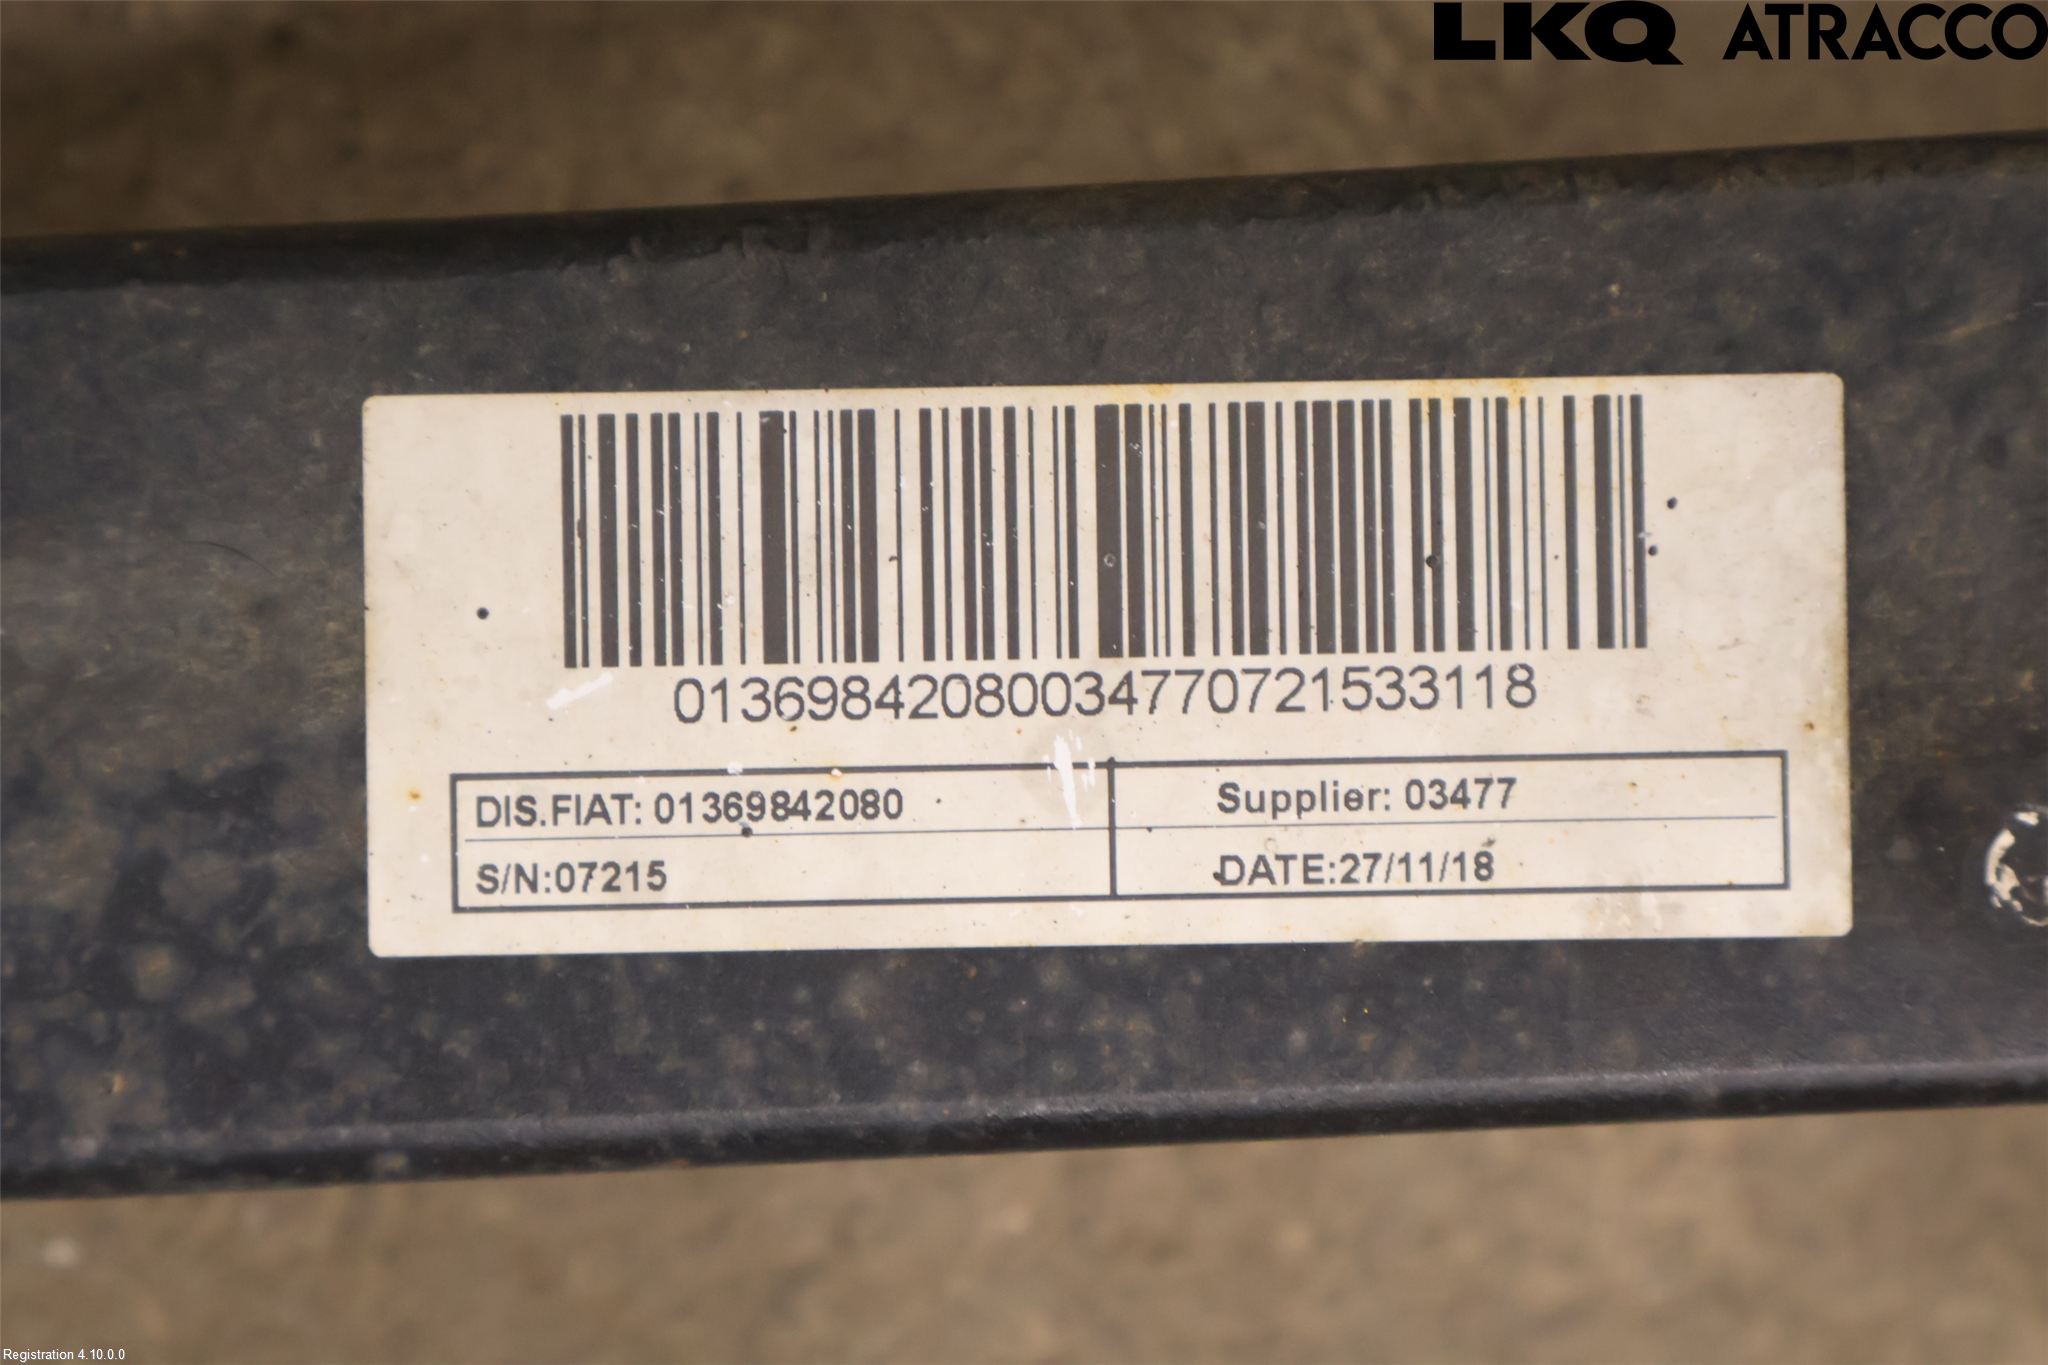 LKQ ATRACCO
01369842080034770721533118
DIS.FIAT: 01369842080
Supplier: 03477
S/N:07215
DATE:27/11/18
Registration 4.10.0.0